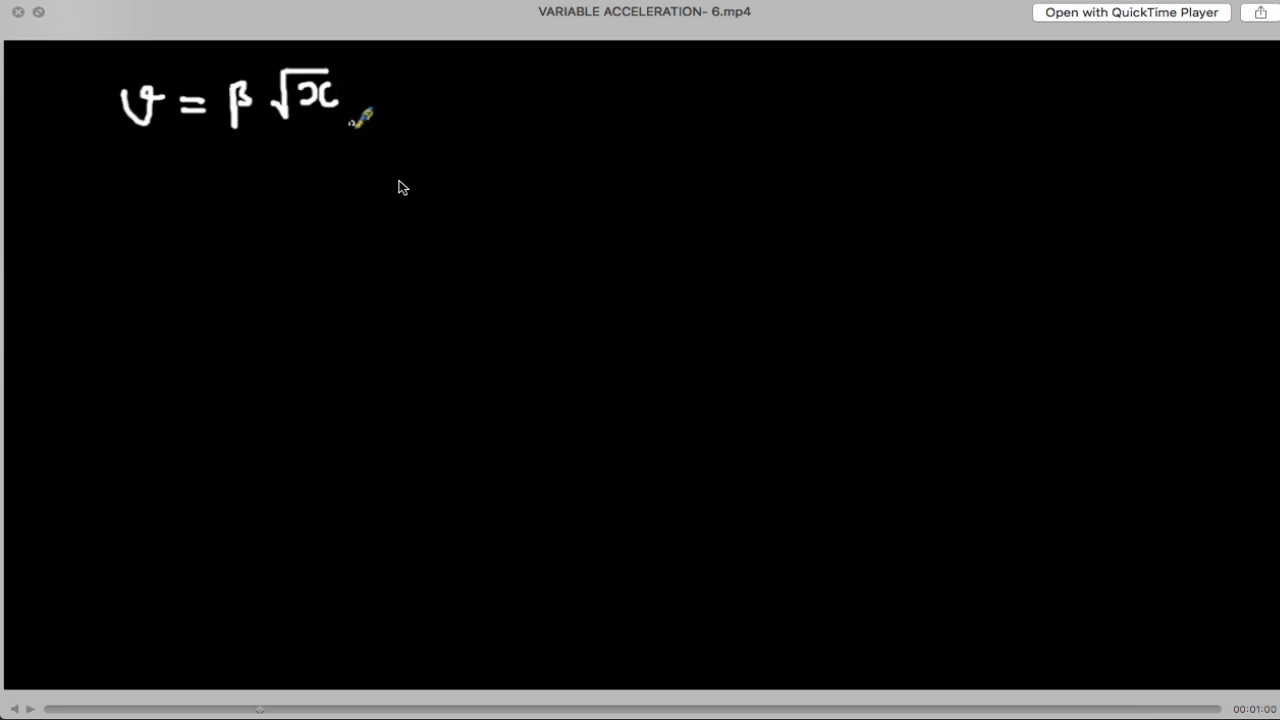 VARIABLE ACCELERATION- 6.mp4
Open with QuickTime Player
v = β √x
00:01:00